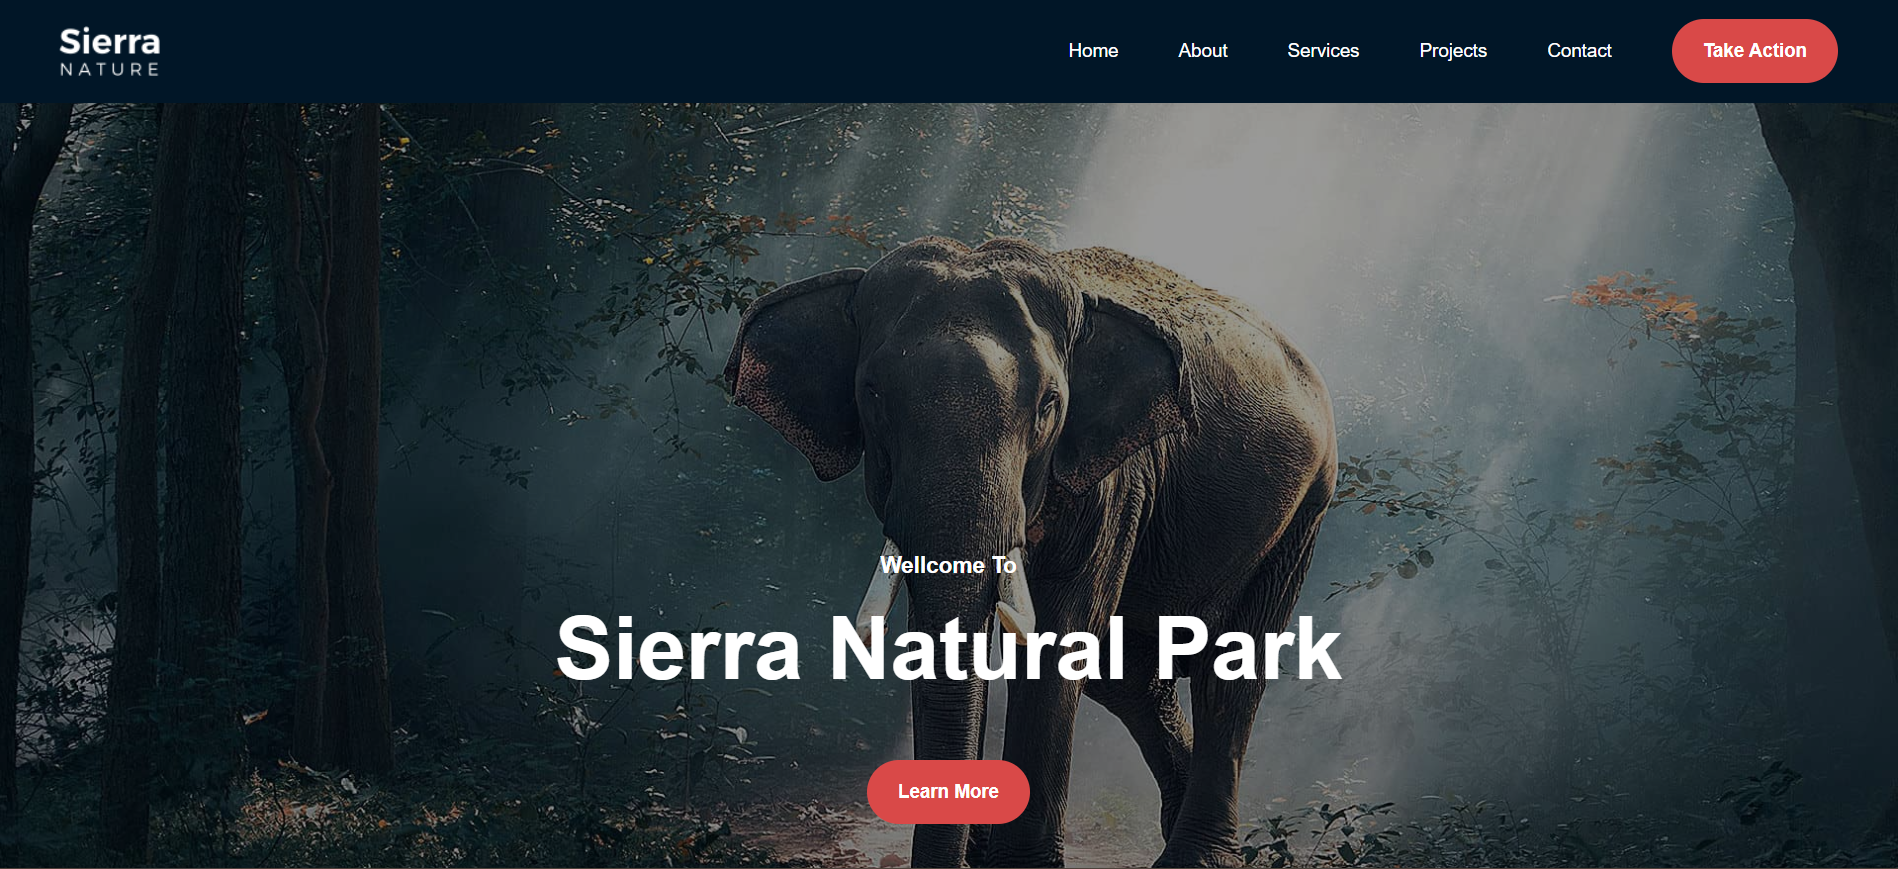 Sierra
NATURE
Home
About
Services
Projects
Contact
Take Action
Wellcome To
Sierra Natural Park
Learn More